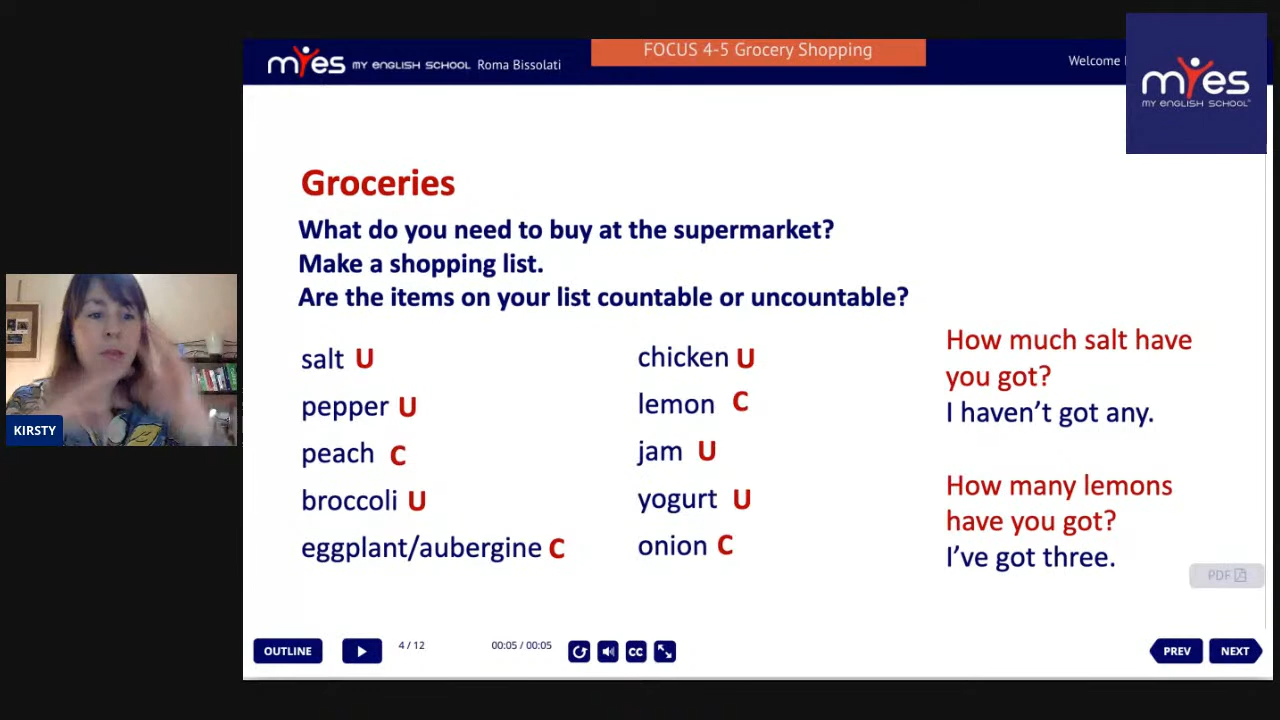 myes MY ENGLISH SCHOOL Roma Bissolati
FOCUS 4-5 Grocery Shopping
Welcome
myes
MY ENGLISH SCHOOL
Groceries
What do you need to buy at the supermarket?
Make a shopping list.
Are the items on your list countable or uncountable?
salt U
pepper U
peach C
broccoli U
eggplant/aubergine C
chicken U
lemon C
jam U
yogurt U
onion C
How much salt have
you got?
I haven't got any.
How many lemons
have you got?
I've got three.
KIRSTY
PDF
OUTLINE
4 / 12
00:05 / 00:05
CC
PREV
NEXT